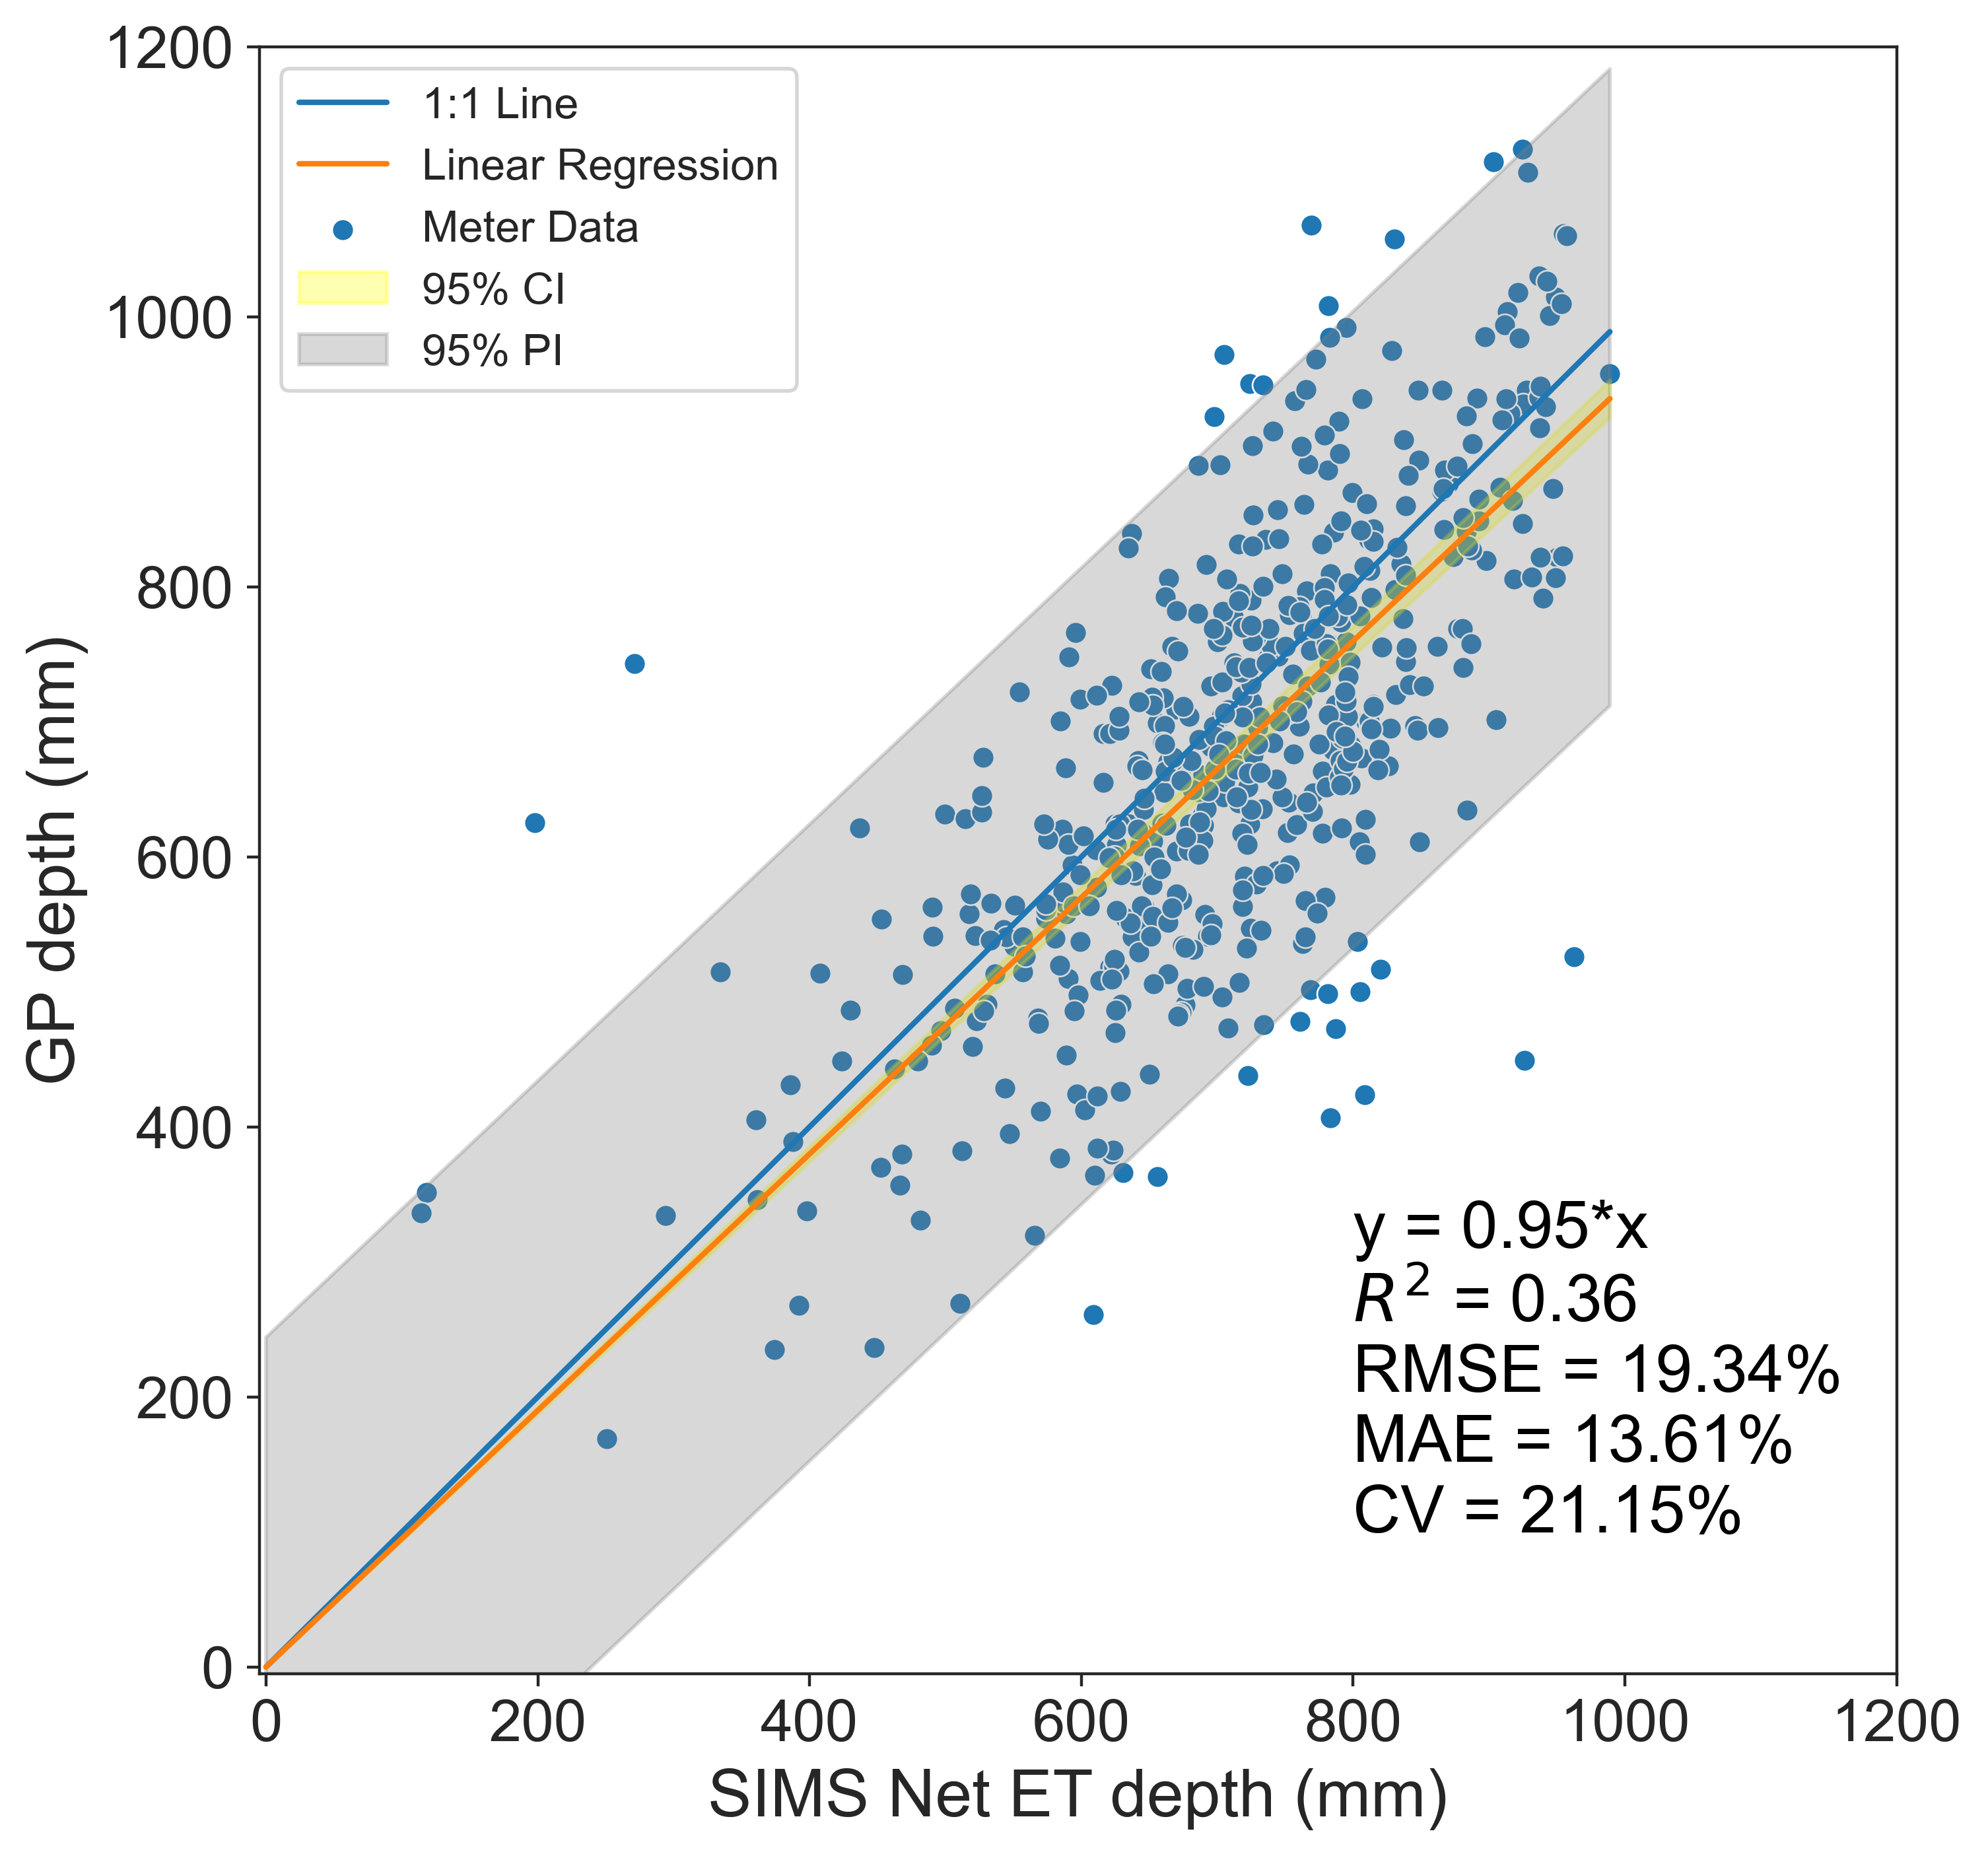 1200
1000
800
600
400
200
0
GP depth (mm)
1:1 Line
Linear Regression
Meter Data
95% CI
95% PI
y = 0.95*x
R² = 0.36
RMSE = 19.34%
MAE = 13.61%
CV = 21.15%
0 200 400 600 800 1000 1200
SIMS Net ET depth (mm)